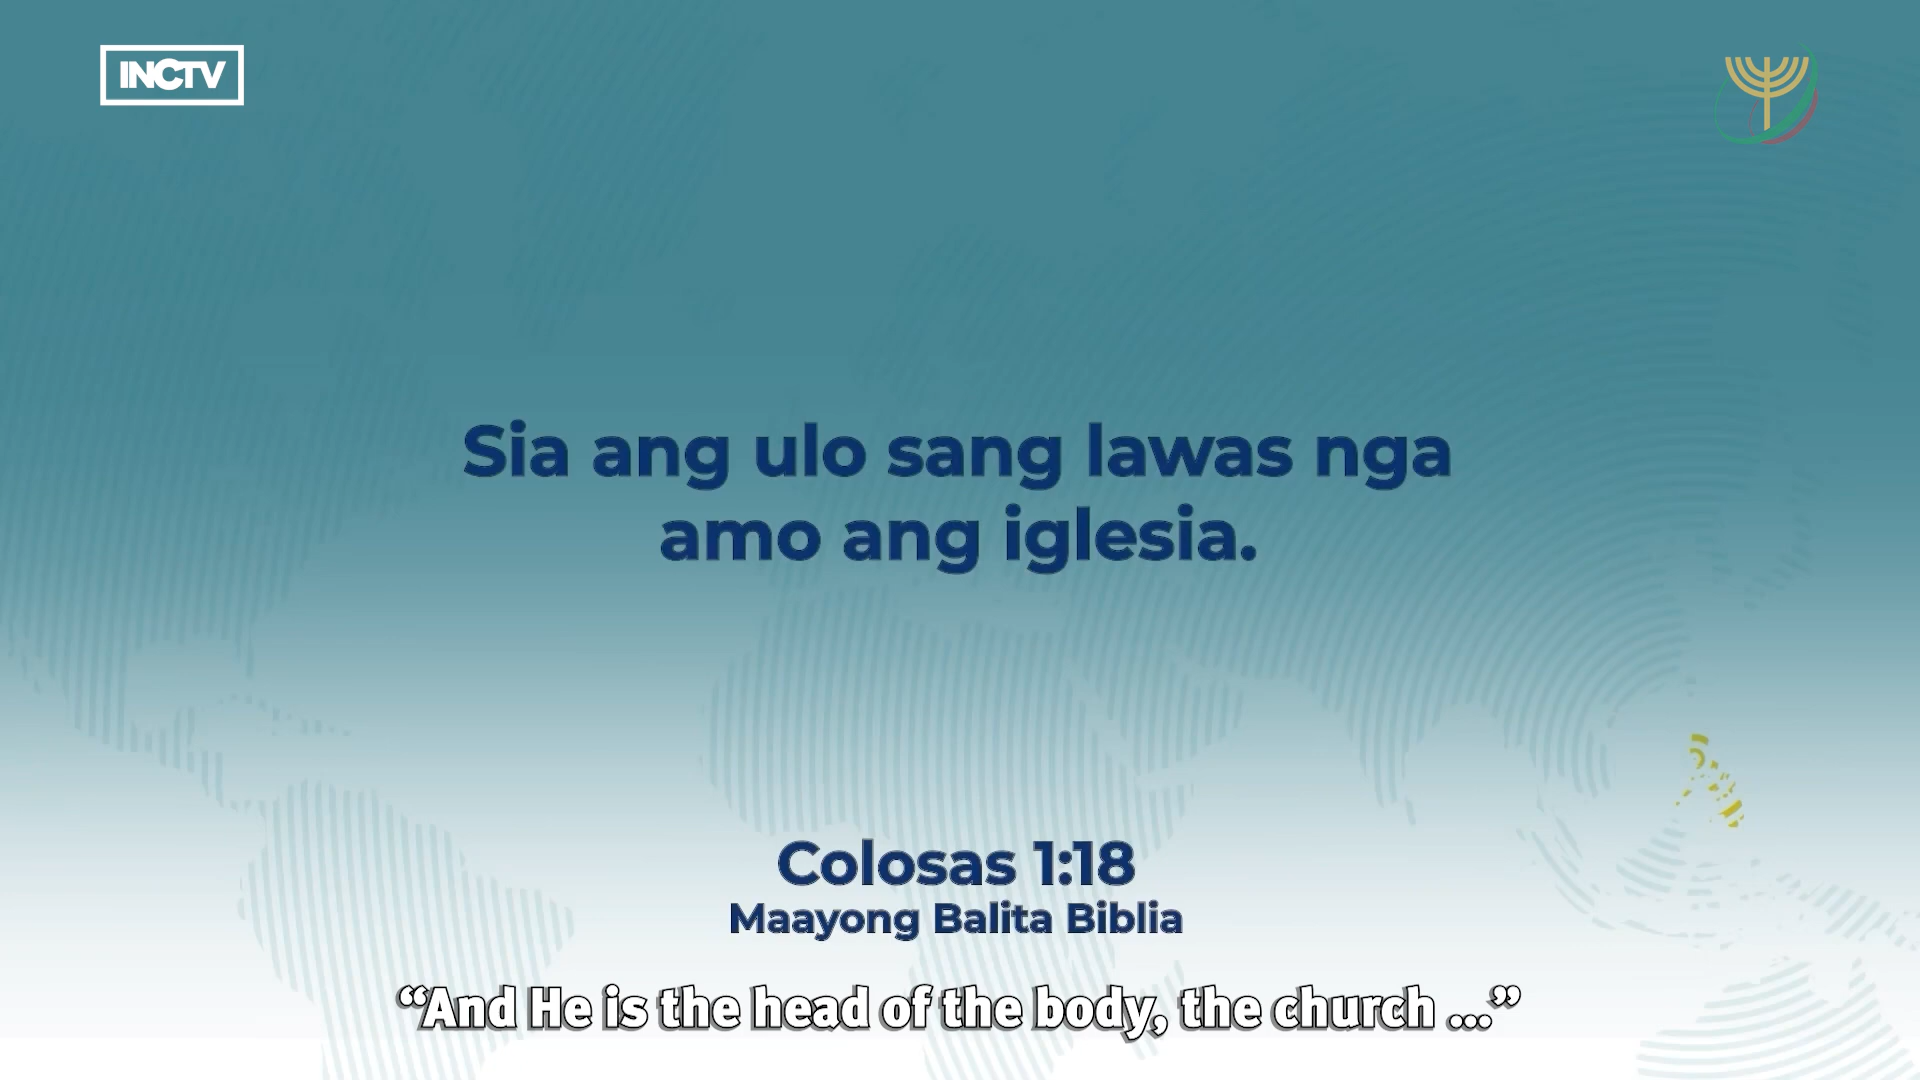 INCTV
Sia ang ulo sang lawas nga
amo ang iglesia.
Colosas 1:18
Maayong Balita Biblia
“And He is the head of the body, the church ...”